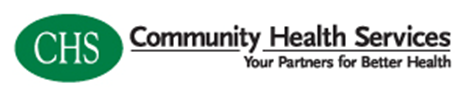 CHS
Community Health Services
Your Partners for Better Health